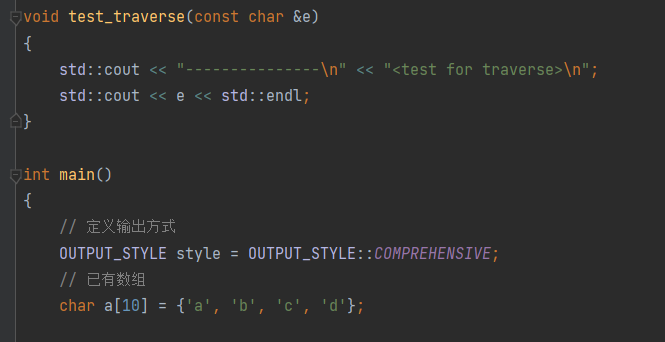 void test_traverse(const char &e)
{
    std::cout << "---------------\n" << "<test for traverse>\n";
    std::cout << e << std::endl;
}
int main()
{
    // 定义输出方式
    OUTPUT_STYLE style = OUTPUT_STYLE::COMPREHENSIVE;
    // 已有数组
    char a[10] = {'a', 'b', 'c', 'd'};